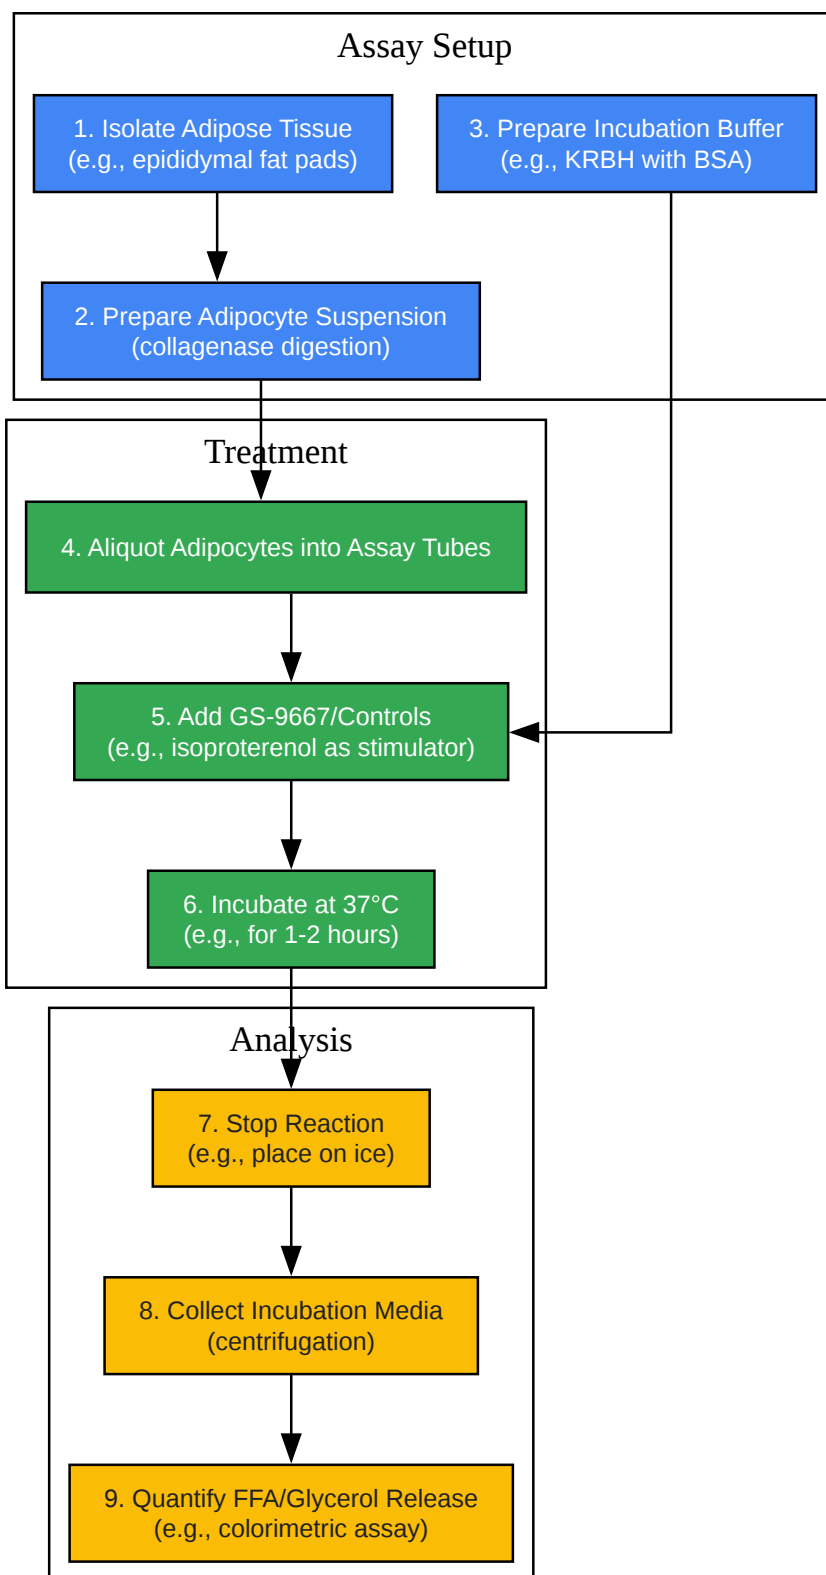 Assay Setup
1. Isolate Adipose Tissue
(e.g., epididymal fat pads)
3. Prepare Incubation Buffer
(e.g., KRBH with BSA)
2. Prepare Adipocyte Suspension
(collagenase digestion)
Treatment
4. Aliquot Adipocytes into Assay Tubes
5. Add GS-9667/Controls
(e.g., isoproterenol as stimulator)
6. Incubate at 37°C
(e.g., for 1-2 hours)
Analysis
7. Stop Reaction
(e.g., place on ice)
8. Collect Incubation Media
(centrifugation)
9. Quantify FFA/Glycerol Release
(e.g., colorimetric assay)